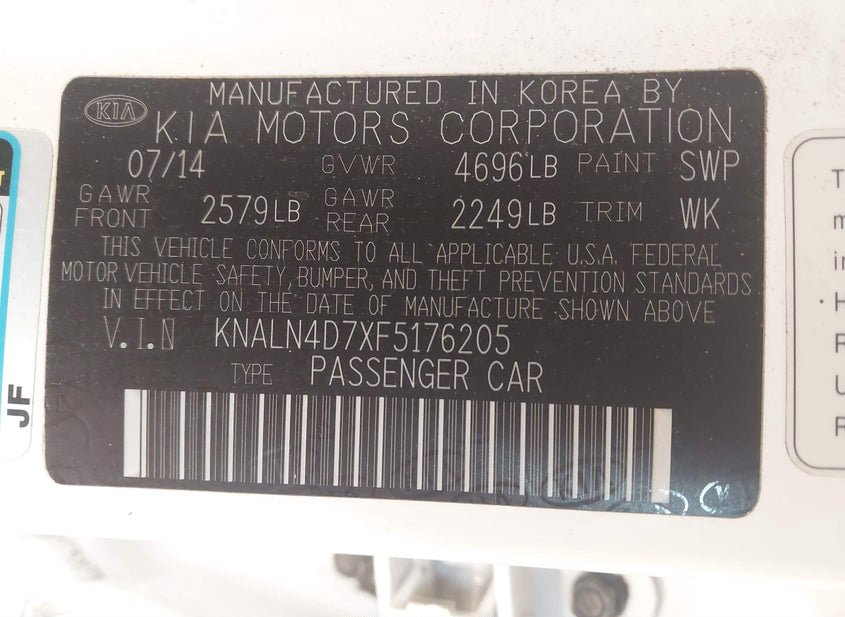 MANUFACTURED IN KOREA BY
KIA
KIA MOTORS CORPORATION
07/14 GVWR 4696LB PAINT SWP
GAWR FRONT 2579LB GAWR REAR 2249LB TRIM WK
THIS VEHICLE CONFORMS TO ALL APPLICABLE U.S.A. FEDERAL
MOTOR VEHICLE SAFETY, BUMPER, AND THEFT PREVENTION STANDARDS
IN EFFECT ON THE DATE OF MANUFACTURE SHOWN ABOVE
V.I.N KNALN4D7XF5176205
TYPE PASSENGER CAR
JF